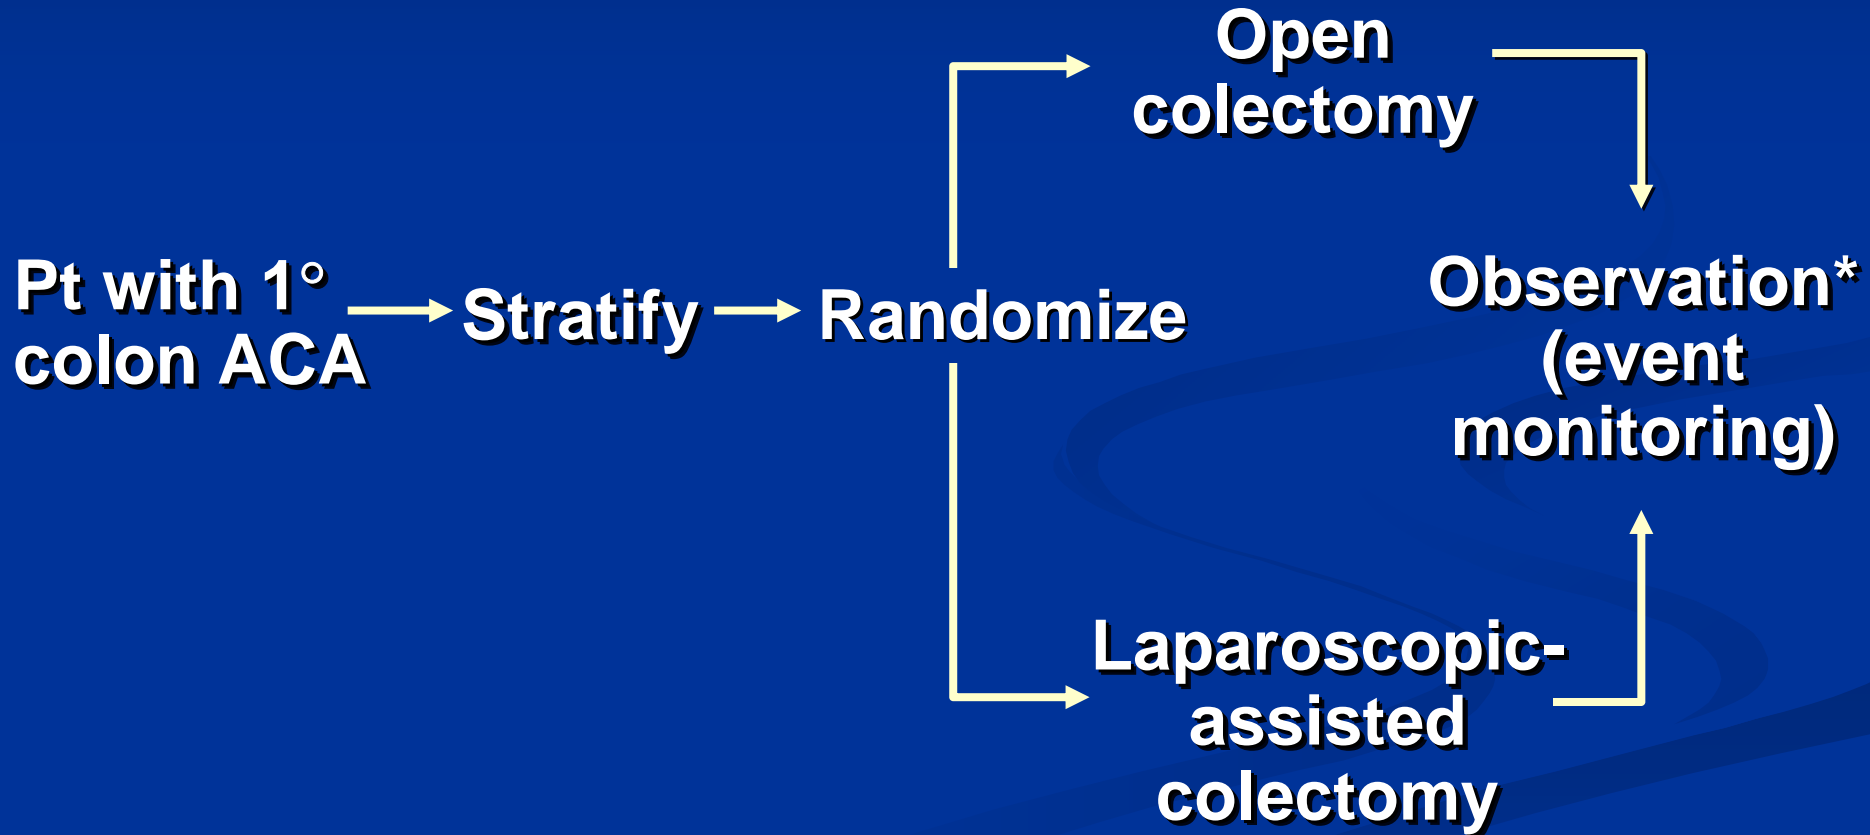 Open
colectomy
Pt with 1°
colon ACA
Stratify
Randomize
Observation*
(event
monitoring)
Laparoscopic-
assisted
colectomy